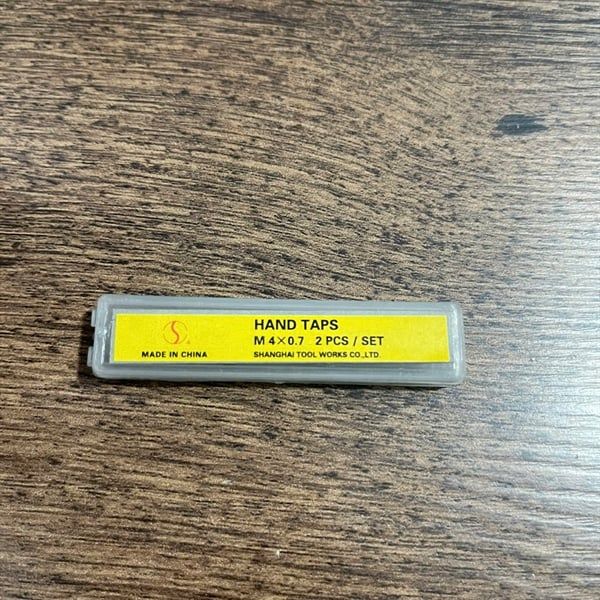 HAND TAPS
M 4×0.7 2 PCS / SET
MADE IN CHINA
SHANGHAI TOOL WORKS CO.,LTD.